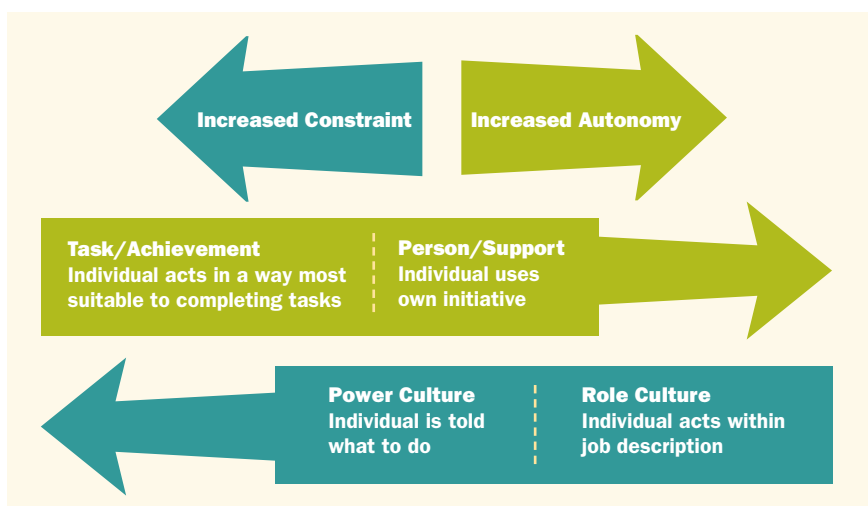 Increased Constraint
Increased Autonomy
Task/Achievement
Individual acts in a way most
suitable to completing tasks
Person/Support
Individual uses
own initiative
Power Culture
Individual is told
what to do
Role Culture
Individual acts within
job description